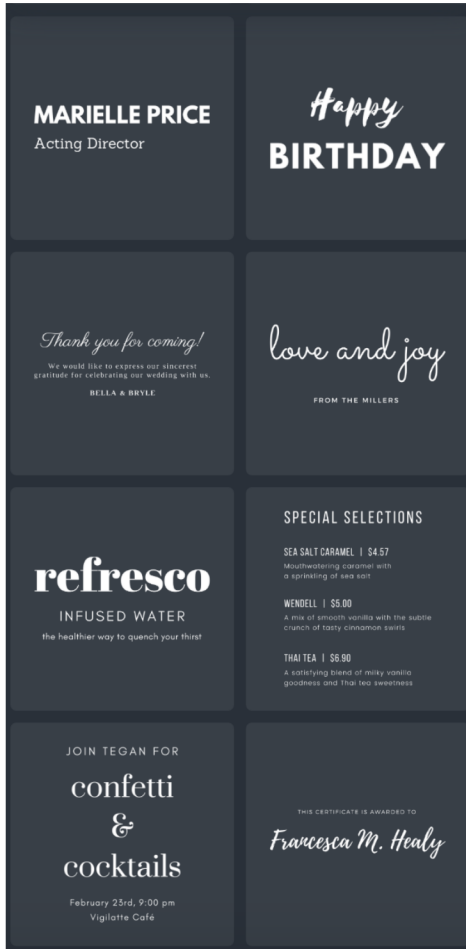 MARIELLE PRICE
Acting Director
Happy
BIRTHDAY
Thank you for coming!
We would like to express our sincerest
gratitude for celebrating our wedding with us.
BELLA & BRYLE
love and joy
FROM THE MILLERS
refresco
INFUSED WATER
the healthier way to quench your thirst
SPECIAL SELECTIONS
SEA SALT CARAMEL | $4.57
Mouthwatering caramel with
a sprinkling of sea salt
WENDELL | $5.00
A mix of smooth vanilla with the subtle
crunch of tasty cinnamon swirls
THAI TEA | $6.90
A satisfying blend of milky vanilla
goodness and Thai tea sweetness
JOIN TEGAN FOR
confetti
&
cocktails
February 23rd, 9:00 pm
Vigilatte Café
THIS CERTIFICATE IS AWARDED TO
Francesca M. Healy